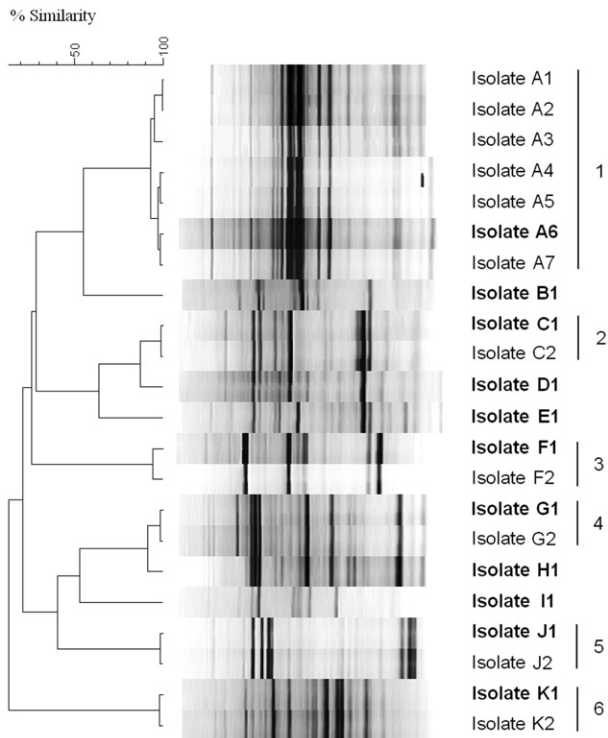 % Similarity
50
100
Isolate A1
Isolate A2
Isolate A3
Isolate A4
Isolate A5
Isolate A6
Isolate A7
1
Isolate B1
Isolate C1
Isolate C2
2
Isolate D1
Isolate E1
Isolate F1
Isolate F2
3
Isolate G1
Isolate G2
4
Isolate H1
Isolate I1
Isolate J1
Isolate J2
5
Isolate K1
Isolate K2
6